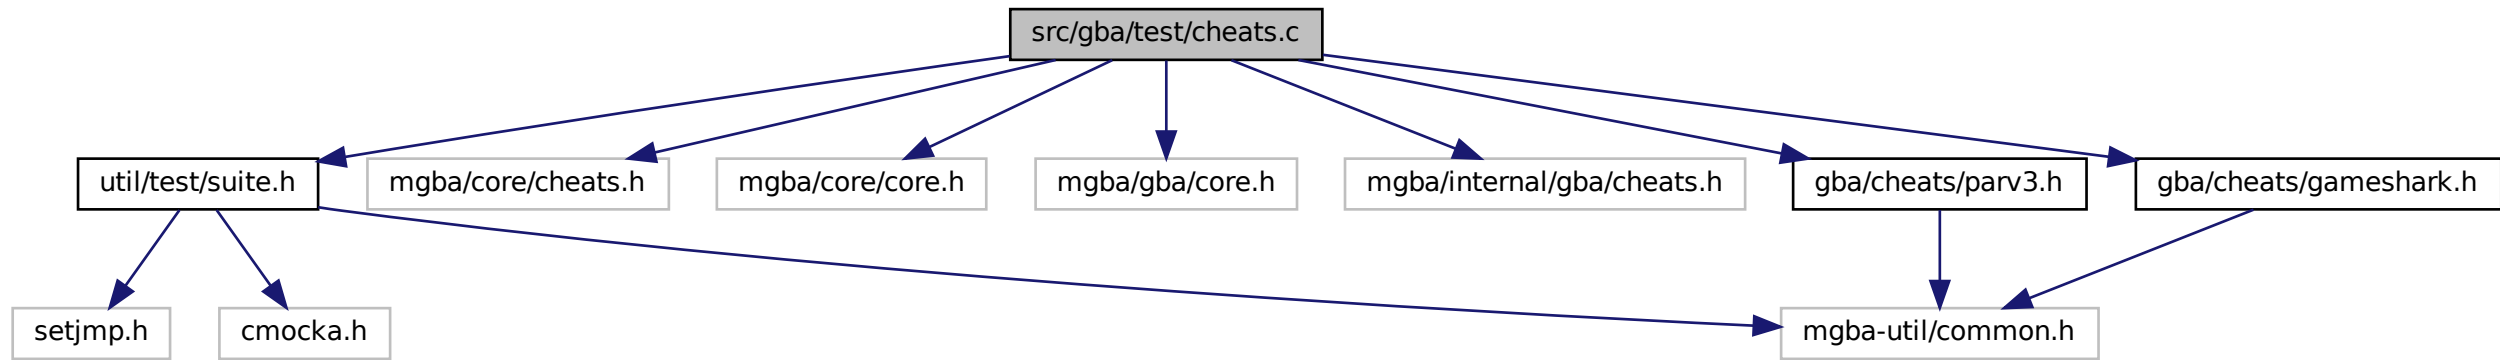 src/gba/test/cheats.c
util/test/suite.h
mgba/core/cheats.h
mgba/core/core.h
mgba/gba/core.h
mgba/internal/gba/cheats.h
gba/cheats/parv3.h
gba/cheats/gameshark.h
setjmp.h
cmocka.h
mgba-util/common.h